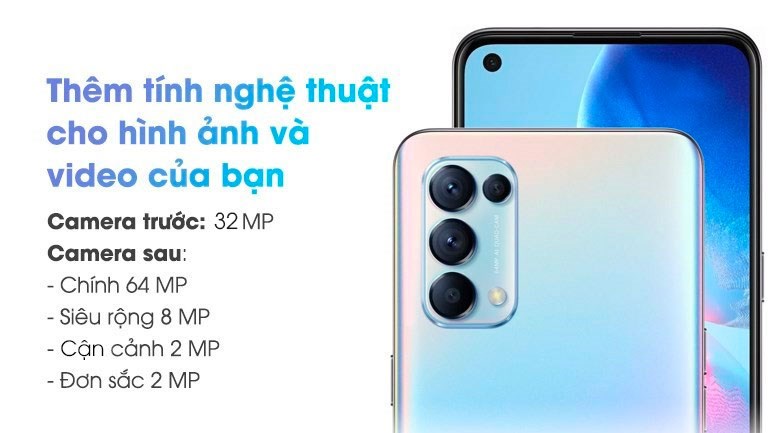 Thêm tính nghệ thuật
cho hình ảnh và
video của bạn
Camera trước: 32 MP
Camera sau:
- Chính 64 MP
- Siêu rộng 8 MP
- Cận cảnh 2 MP
- Đơn sắc 2 MP